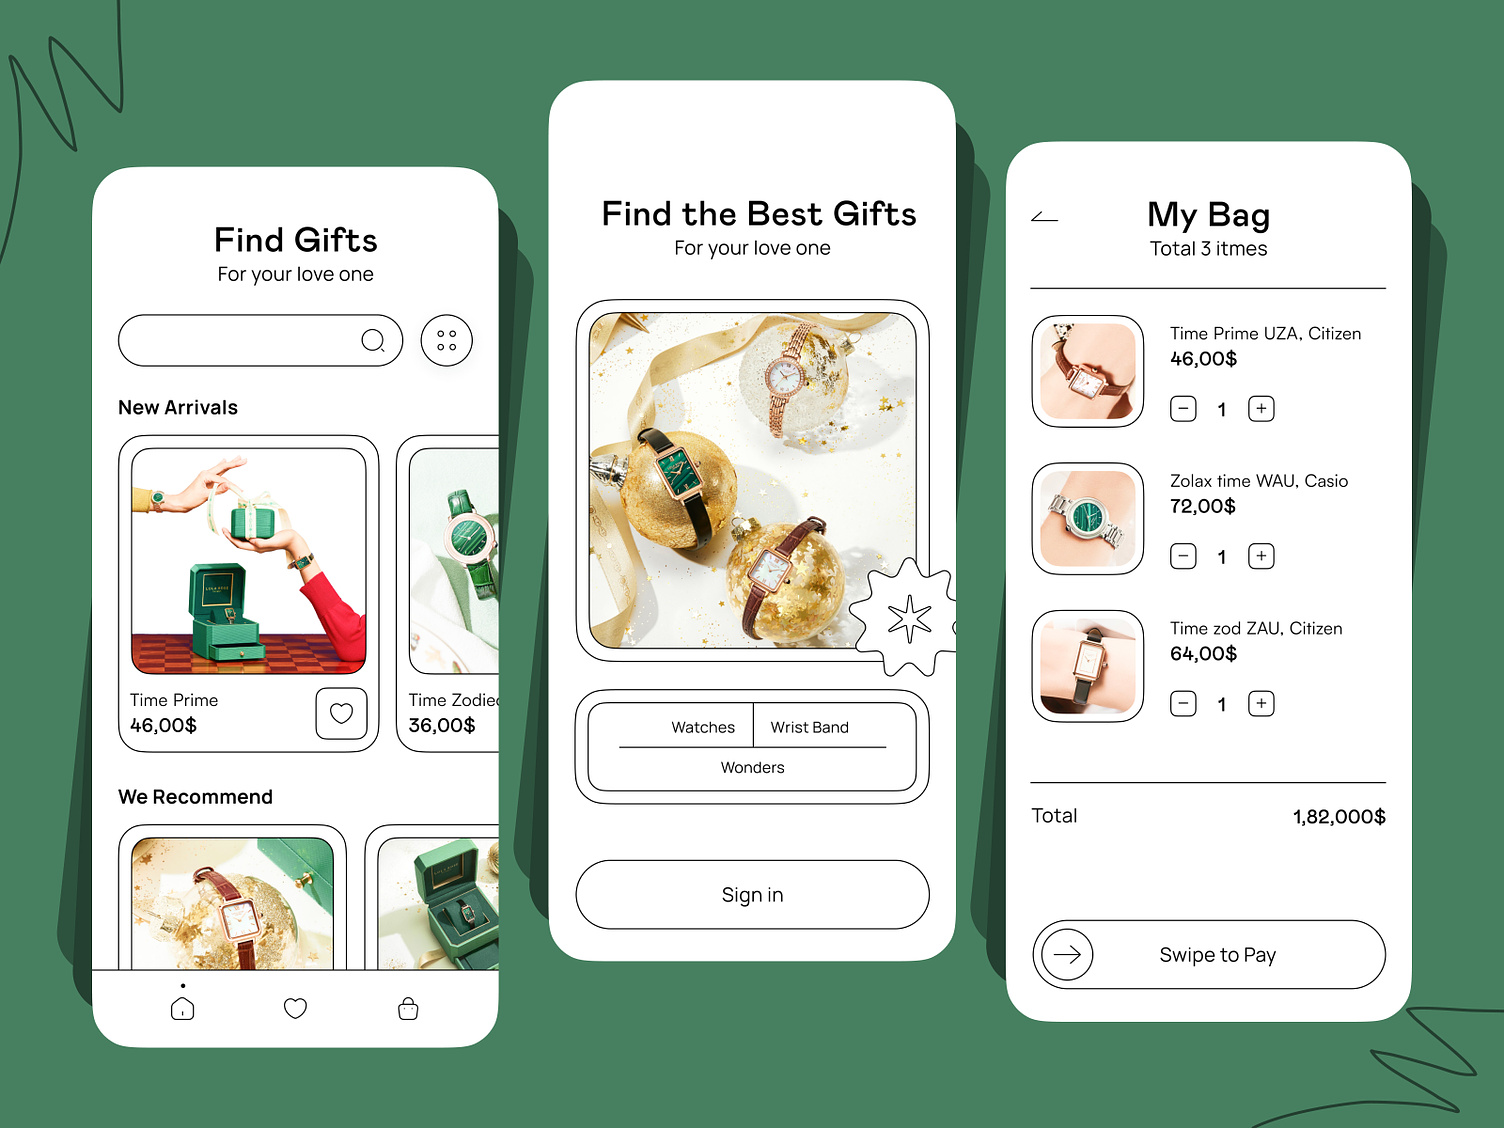 Find Gifts
For your love one
New Arrivals
Time Prime
46,00$
Time Zodiec
36,00$
We Recommend
Find the Best Gifts
For your love one
Watches
Wrist Band
Wonders
Sign in
My Bag
Total 3 itmes
Time Prime UZA, Citizen
46,00$
1
Zolax time WAU, Casio
72,00$
1
Time zod ZAU, Citizen
64,00$
1
Total
1,82,000$
Swipe to Pay